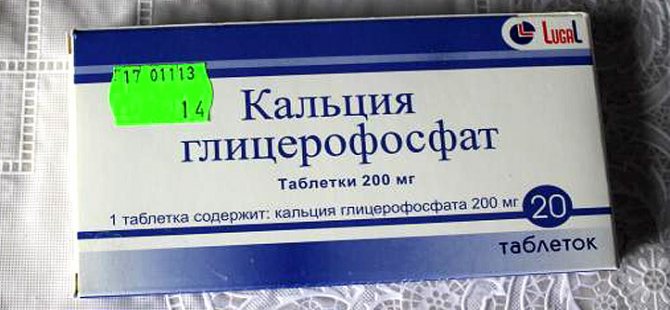 LUGAL
17 01113
14
Кальция
глицерофосфат
Таблетки 200 мг
1 таблетка содержит: кальция глицерофосфата 200 мг
20
таблеток